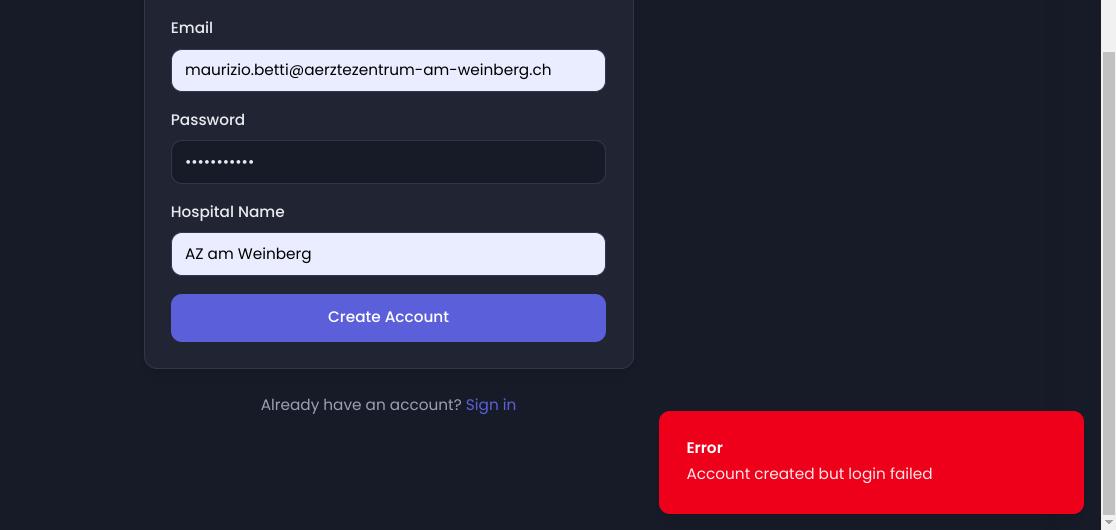 Email
maurizio.betti@aerztezentrum-am-weinberg.ch
Password
•••••••••••
Hospital Name
AZ am Weinberg
Create Account
Already have an account? Sign in
Error
Account created but login failed